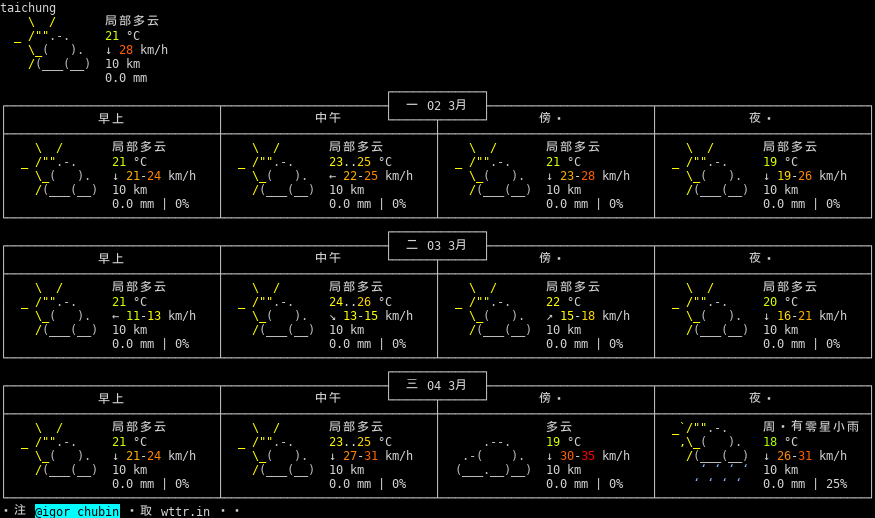 taichung
局部多云
21 °C
↓ 28 km/h
10 km
0.0 mm
一 02 3月
早上 中午 傍· 夜·
局部多云 局部多云 局部多云 局部多云
21 °C 23..25 °C 21 °C 19 °C
↓ 21-24 km/h ← 22-25 km/h ↓ 23-28 km/h ↓ 19-26 km/h
10 km 10 km 10 km 10 km
0.0 mm | 0% 0.0 mm | 0% 0.0 mm | 0% 0.0 mm | 0%
二 03 3月
早上 中午 傍· 夜·
局部多云 局部多云 局部多云 局部多云
21 °C 24..26 °C 22 °C 20 °C
← 11-13 km/h ↘ 13-15 km/h ↗ 15-18 km/h ↓ 16-21 km/h
10 km 10 km 10 km 10 km
0.0 mm | 0% 0.0 mm | 0% 0.0 mm | 0% 0.0 mm | 0%
三 04 3月
早上 中午 傍· 夜·
局部多云 局部多云 多云 周·有零星小雨
21 °C 23..25 °C 19 °C 18 °C
↓ 21-24 km/h ↓ 27-31 km/h ↓ 30-35 km/h ↓ 26-31 km/h
10 km 10 km 10 km 10 km
0.0 mm | 0% 0.0 mm | 0% 0.0 mm | 0% 0.0 mm | 25%
·注 @igor_chubin ·取 wttr.in ··